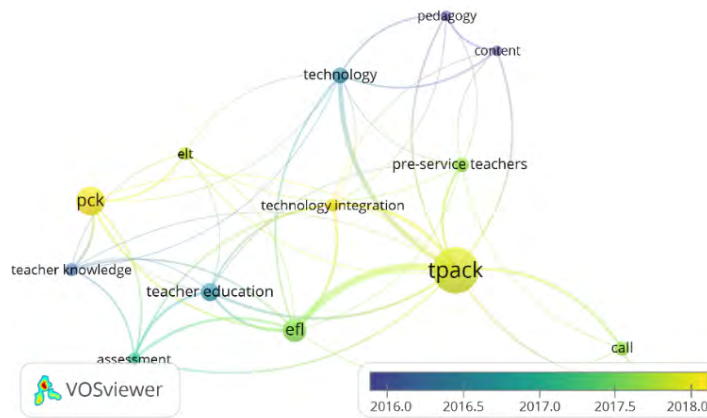 pedagogy
content
technology
elt
pre-service teachers
pck
technology integration
teacher knowledge
tpack
teacher education
efl
call
assessment
VOSviewer
2016.0 2016.5 2017.0 2017.5 2018.0